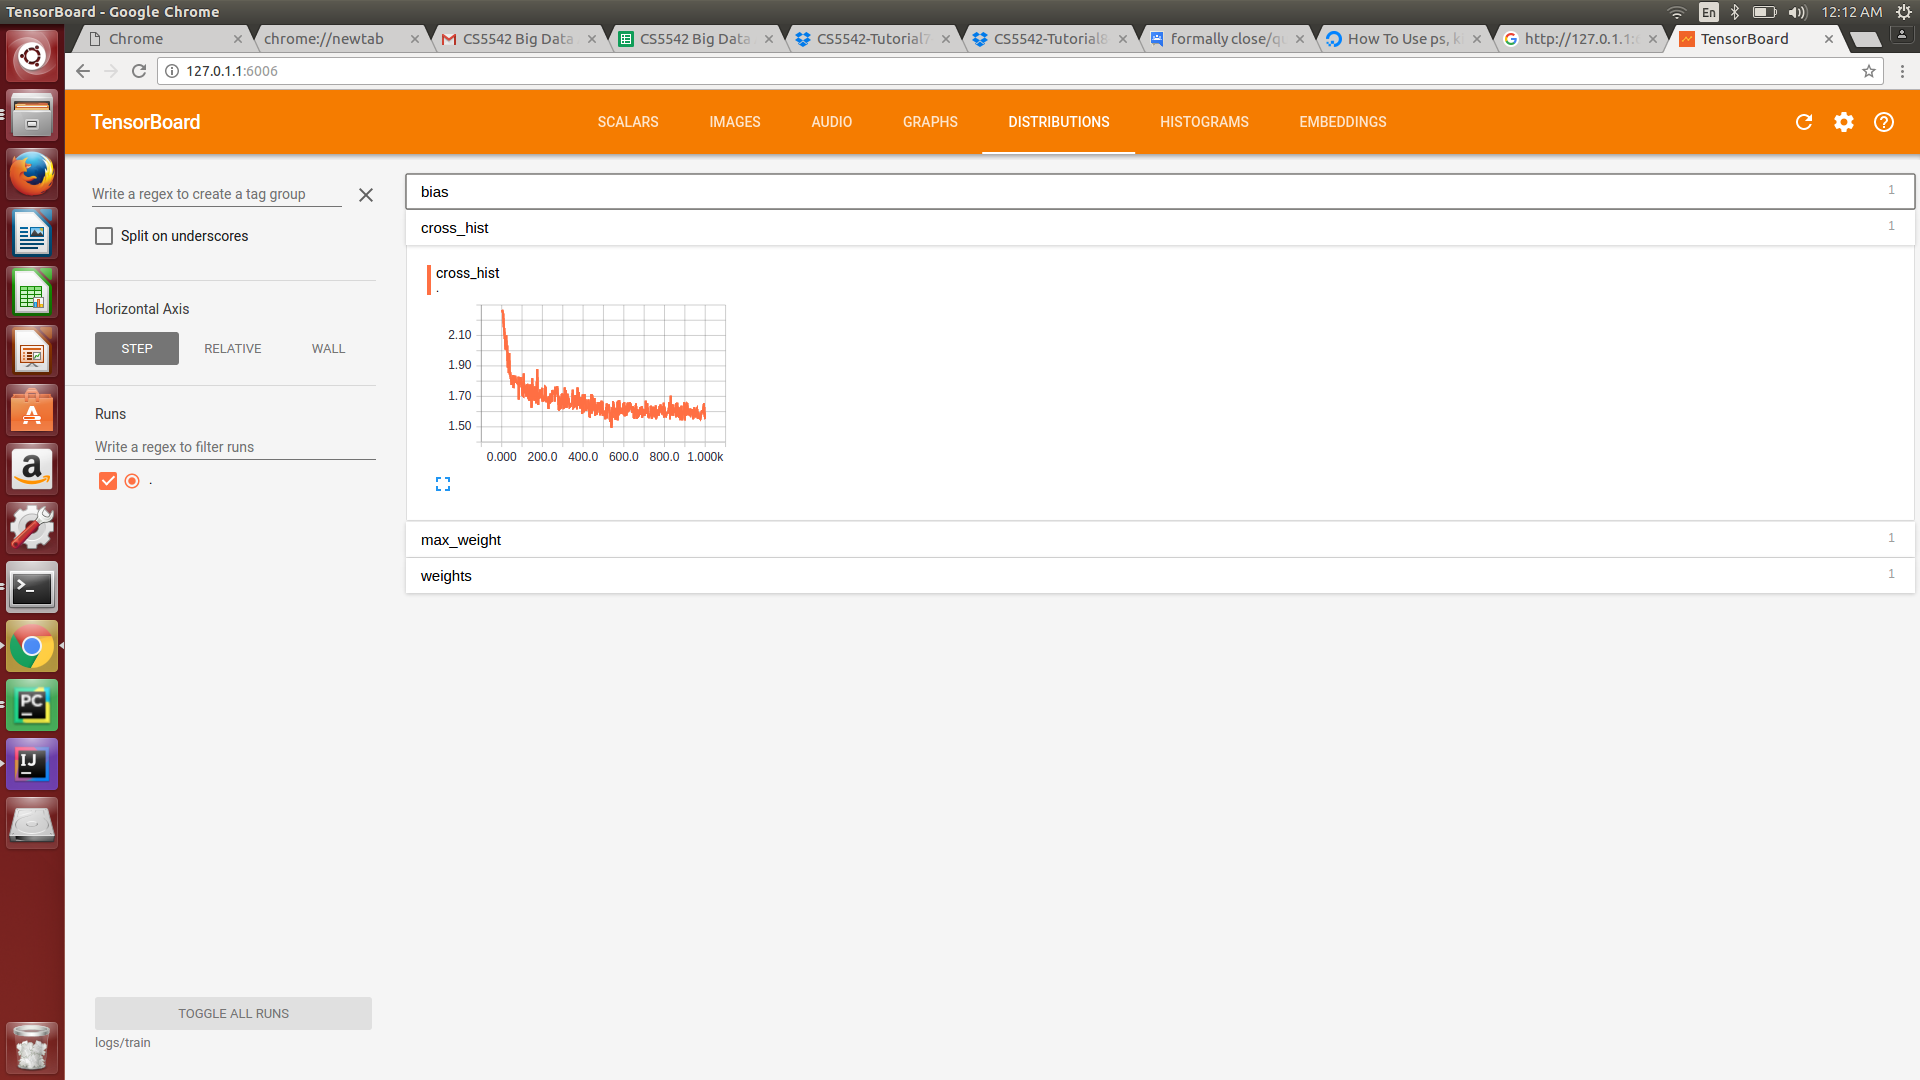 TensorBoard - Google Chrome
En
12:12 AM
Chrome
chrome://newtab
CS5542 Big Data
CS5542 Big Data
CS5542-Tutorial7
CS5542-Tutorial8
formally close/qu
How To Use ps, ki
http://127.0.1.1:6
TensorBoard
127.0.1.1:6006
TensorBoard
SCALARS
IMAGES
AUDIO
GRAPHS
DISTRIBUTIONS
HISTOGRAMS
EMBEDDINGS
Write a regex to create a tag group
Split on underscores
Horizontal Axis
STEP
RELATIVE
WALL
Runs
Write a regex to filter runs
.
TOGGLE ALL RUNS
logs/train
bias
1
cross_hist
1
cross_hist
.
2.10
1.90
1.70
1.50
0.000 200.0 400.0 600.0 800.0 1.000k
max_weight
1
weights
1
PC
IJ
a
A
>_